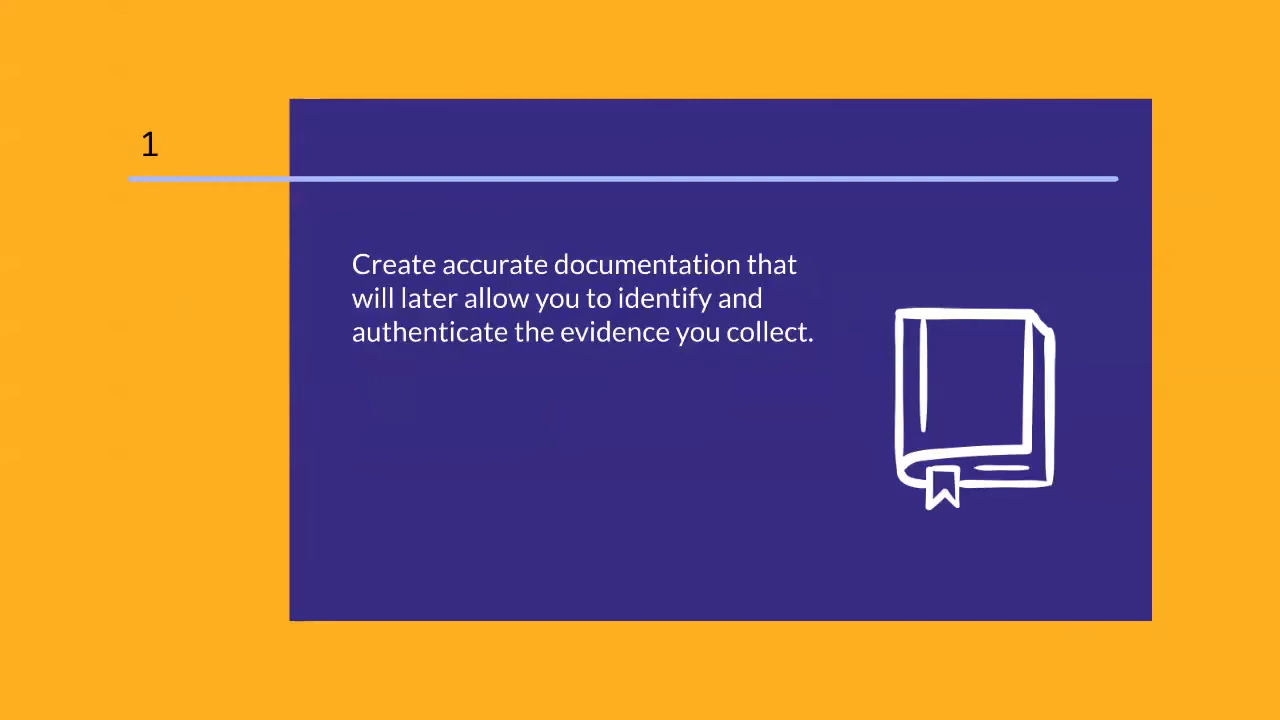 1
Create accurate documentation that
will later allow you to identify and
authenticate the evidence you collect.